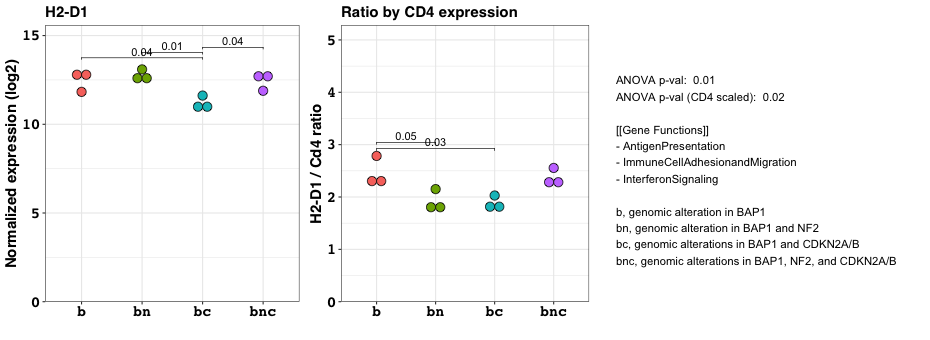 H2-D1
Normalized expression (log2)
15
10
5
0
0.04
0.01
0.04
b bn bc bnc
Ratio by CD4 expression
H2-D1 / Cd4 ratio
5
4
3
2
1
0
0.05
0.03
b bn bc bnc
ANOVA p-val: 0.01
ANOVA p-val (CD4 scaled): 0.02
[[Gene Functions]]
- AntigenPresentation
- ImmuneCellAdhesionandMigration
- InterferonSignaling
b, genomic alteration in BAP1
bn, genomic alteration in BAP1 and NF2
bc, genomic alterations in BAP1 and CDKN2A/B
bnc, genomic alterations in BAP1, NF2, and CDKN2A/B